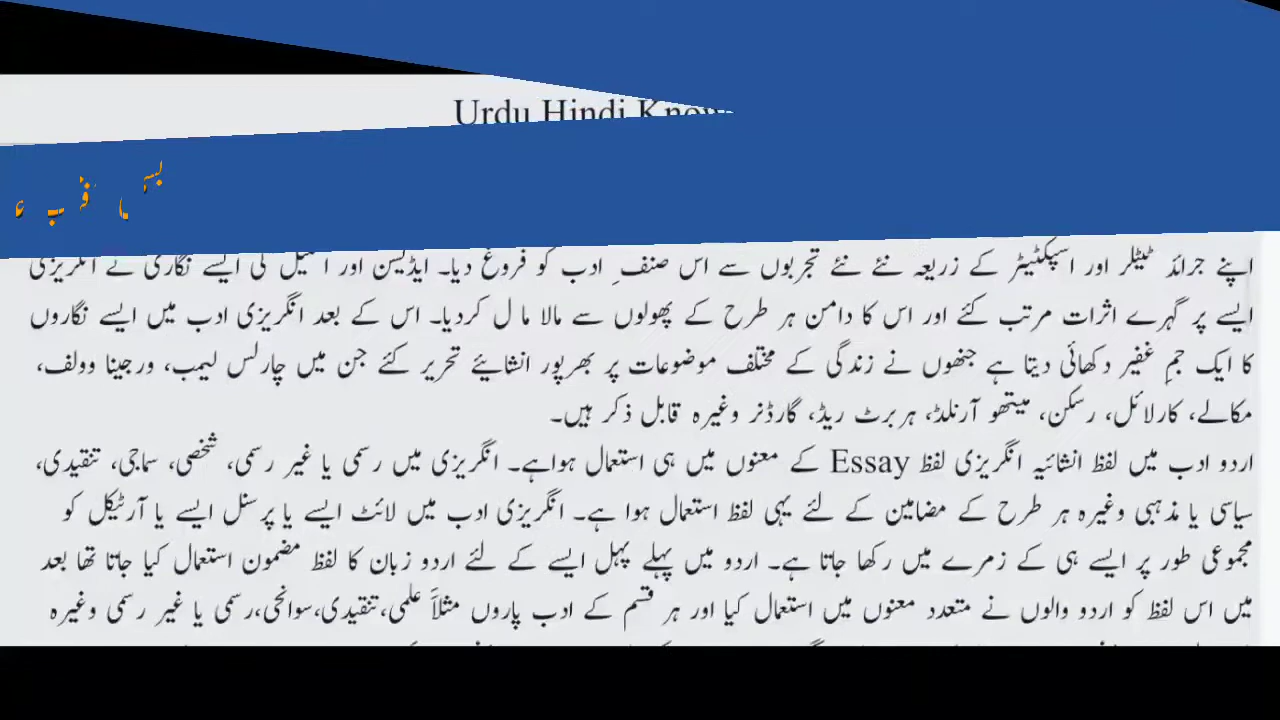 Urdu Hindi
اپنے جرائد ٹیٹلر اور اسپکٹیٹر کے زریعہ نئے نئے تجربوں سے اس صنف ِ ادب کو فروغ دیا۔ ایڈیسن اور اسٹیل کی ایسے نگاری نے انگریزی
ایسے پر گہرے اثرات مرتب کئے اور اس کا دامن ہر طرح کے پھولوں سے مالا ما ل کردیا۔ اس کے بعد انگریزی ادب میں ایسے نگاروں
کا ایک جمِ غفیر دکھائی دیتا ہے جنھوں نے زندگی کے مختلف موضوعات پر بھرپور انشایئے تحریر کئے جن میں چارلس لیمب، ورجینا وولف،
مکالے، کارلائل، رسکن، میتھو آرنلڈ، ہربرٹ ریڈ، گارڈنر وغیرہ قابل ذکر ہیں۔
اردو ادب میں لفظ انشائیہ انگریزی لفظ Essay کے معنوں میں ہی استعمال ہواہے۔ انگریزی میں رسمی یا غیر رسمی، شخصی، سماجی، تنقیدی،
سیاسی یا مذہبی وغیرہ ہر طرح کے مضامین کے لئے یہی لفظ استعمال ہوا ہے۔ انگریزی ادب میں لائٹ ایسے یا پرسنل ایسے یا آرٹیکل کو
مجموعی طور پر ایسے ہی کے زمرے میں رکھا جاتا ہے۔ اردو میں پہلے پہل ایسے کے لئے اردو زبان کا لفظ مضمون استعمال کیا جاتا تھا بعد
میں اس لفظ کو اردو والوں نے متعدد معنوں میں استعمال کیا اور ہر قسم کے ادب پاروں مثلاً علمی،تنقیدی،سوانحی،رسمی یا غیر رسمی وغیرہ